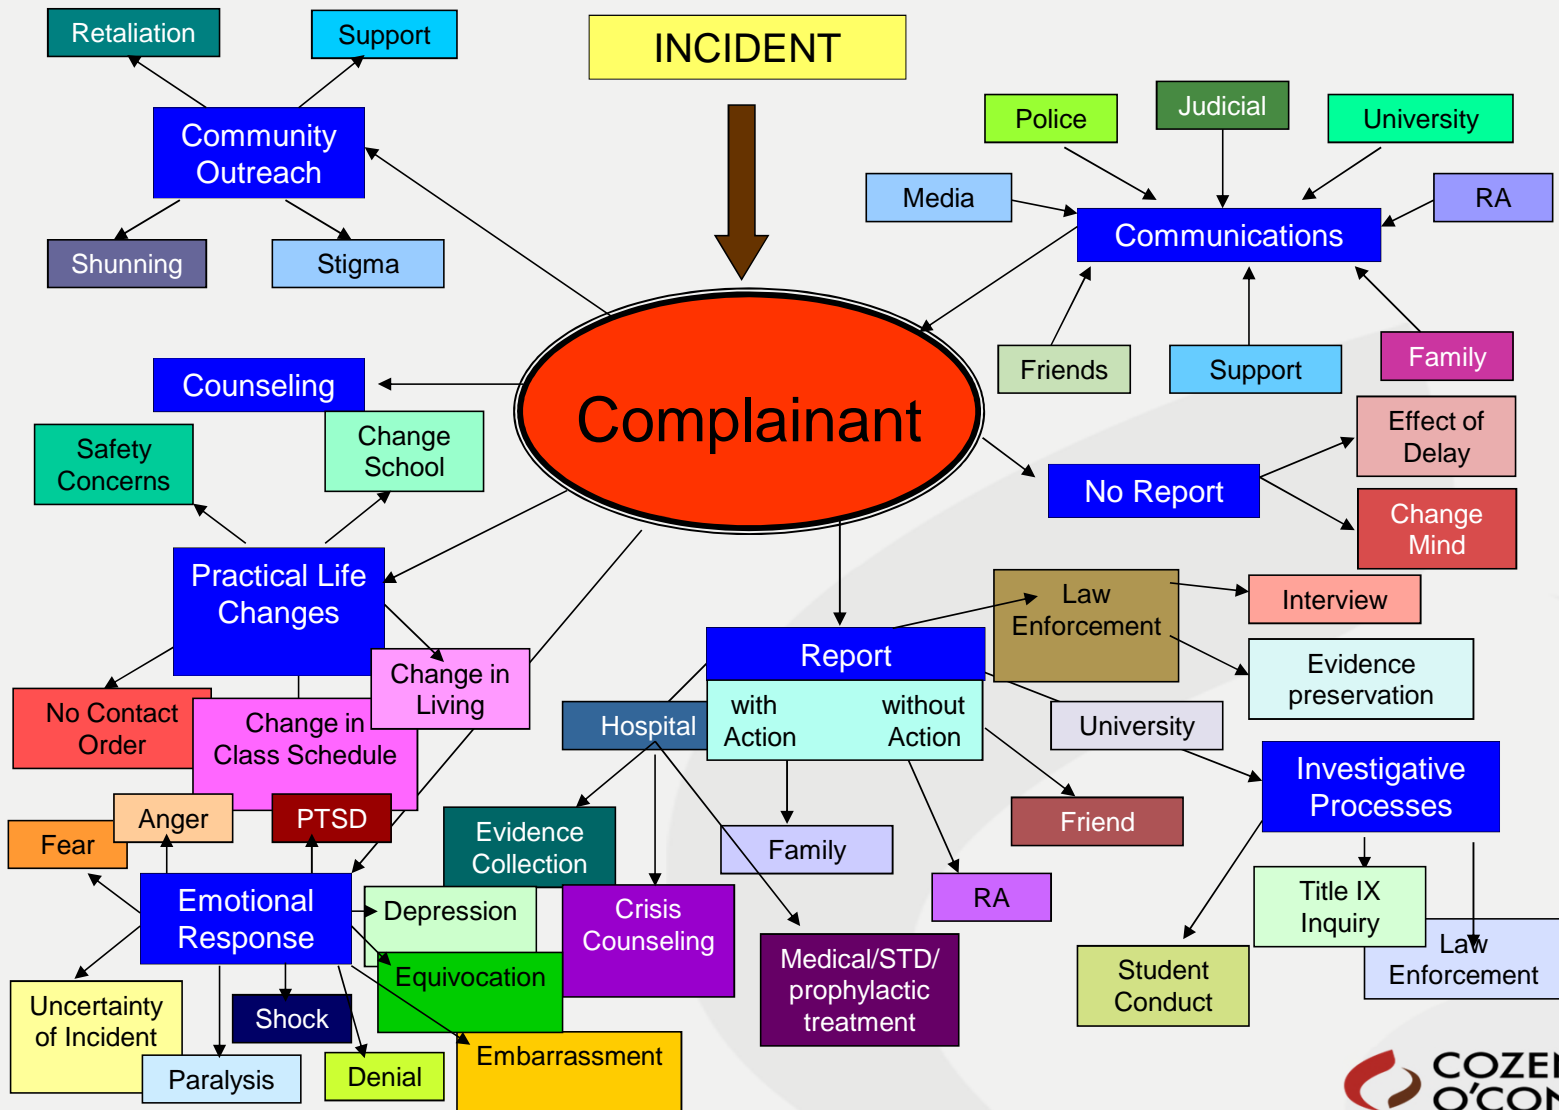 Retaliation
Support
INCIDENT
Community
Outreach
Police
Judicial
University
Media
RA
Communications
Shunning
Stigma
Friends
Support
Family
Counseling
Complainant
Safety
Concerns
Change
School
Effect of
Delay
No Report
Change
Mind
Practical Life
Changes
Law
Enforcement
Interview
Report
Evidence
preservation
Change in
Living
No Contact
Order
Change in
Class Schedule
Hospital
with
Action
without
Action
University
Investigative
Processes
Anger
PTSD
Fear
Evidence
Collection
Family
Friend
RA
Emotional
Response
Depression
Crisis
Counseling
Title IX
Inquiry
Law
Enforcement
Equivocation
Medical/STD/
prophylactic
treatment
Student
Conduct
Uncertainty
of Incident
Shock
Paralysis
Denial
Embarrassment
COZEN
O'CON